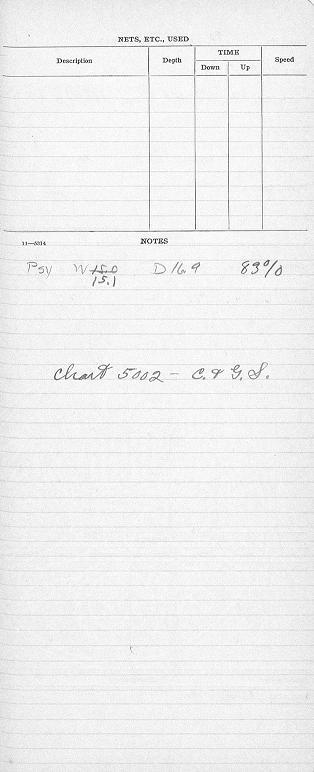 NETS, ETC., USED
Description Depth TIME Speed
Down Up
11—5314 NOTES
Psy W 15.0 D 16.9 83%
15.1
Chart 5002 — C. & G. S.